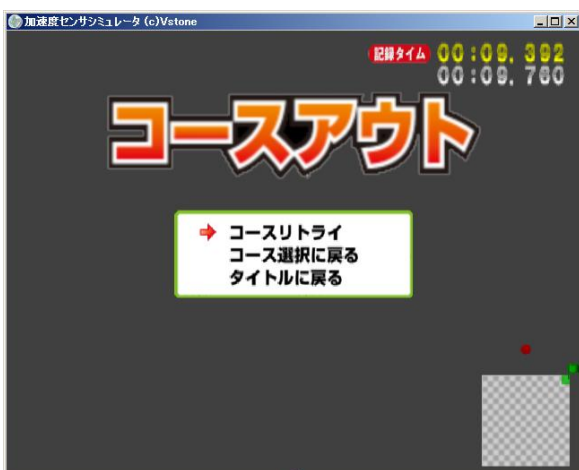 加速度センサシミュレータ (c)Vstone
記録タイム 00:09.392
00:09.760
コースアウト
コースリトライ
コース選択に戻る
タイトルに戻る